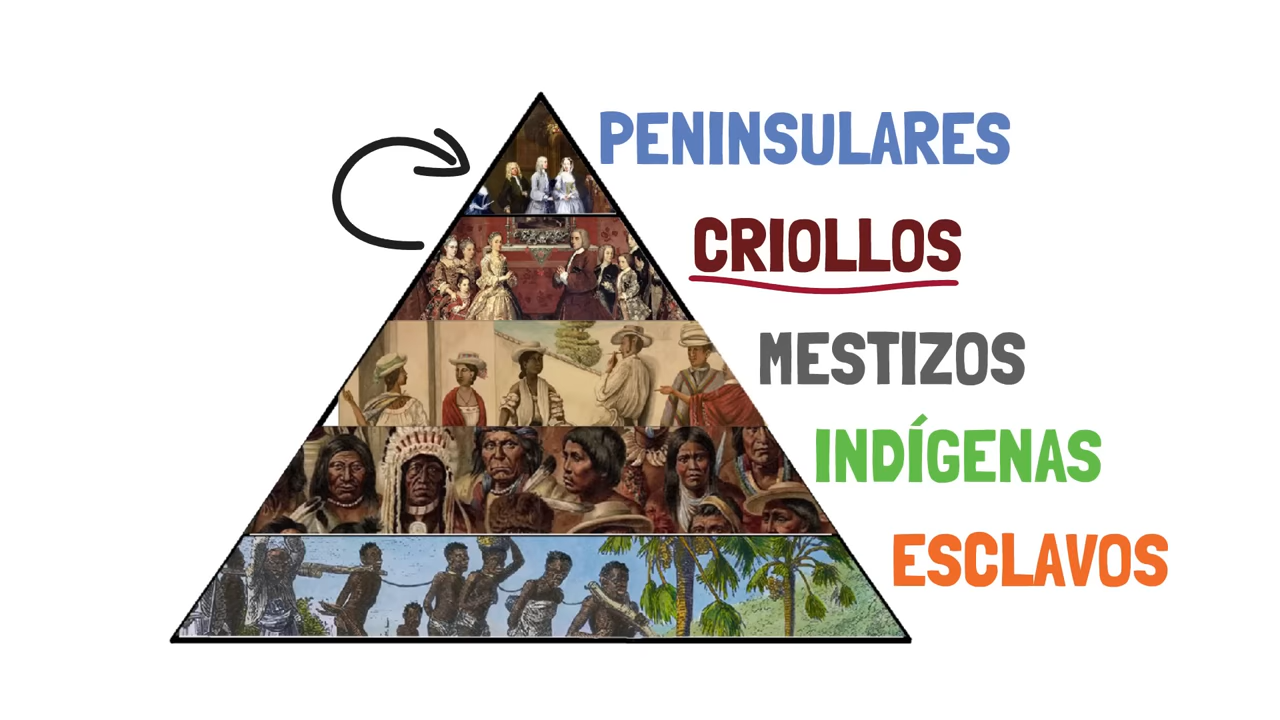 PENINSULARES
CRIOLLOS
MESTIZOS
INDÍGENAS
ESCLAVOS